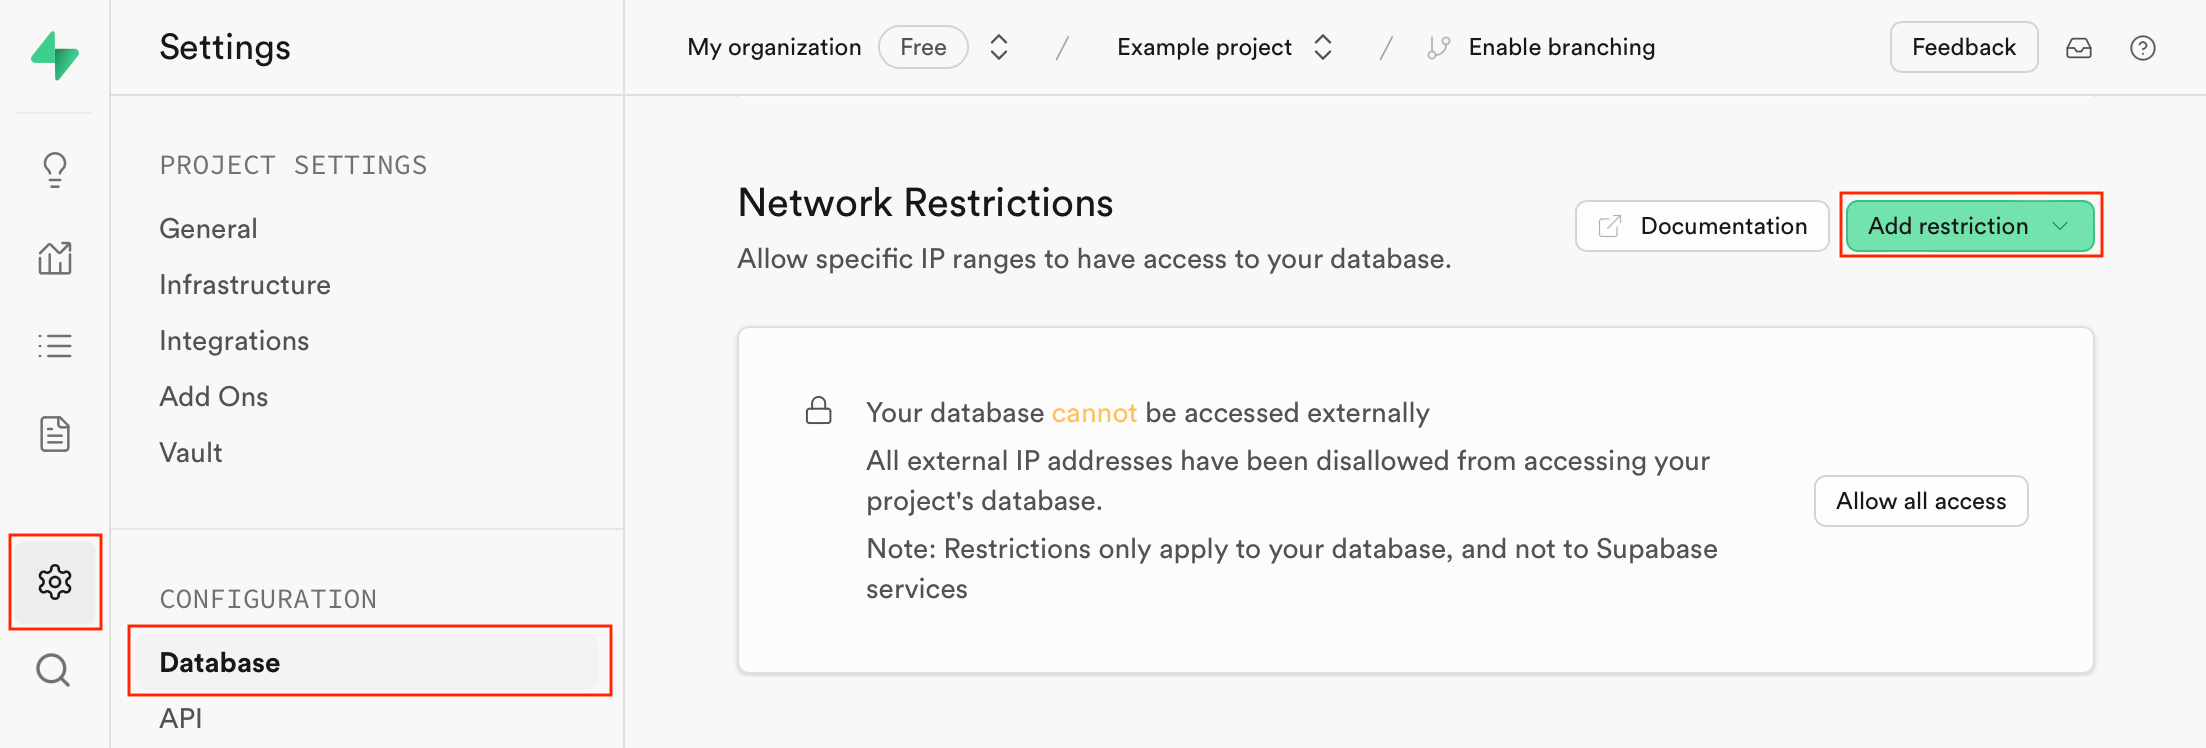 Settings
My organization Free / Example project / Enable branching Feedback
PROJECT SETTINGS
General
Infrastructure
Integrations
Add Ons
Vault
CONFIGURATION
Database
API
Network Restrictions
Allow specific IP ranges to have access to your database.
Documentation
Add restriction
Your database cannot be accessed externally
All external IP addresses have been disallowed from accessing your
project's database.
Note: Restrictions only apply to your database, and not to Supabase
services
Allow all access